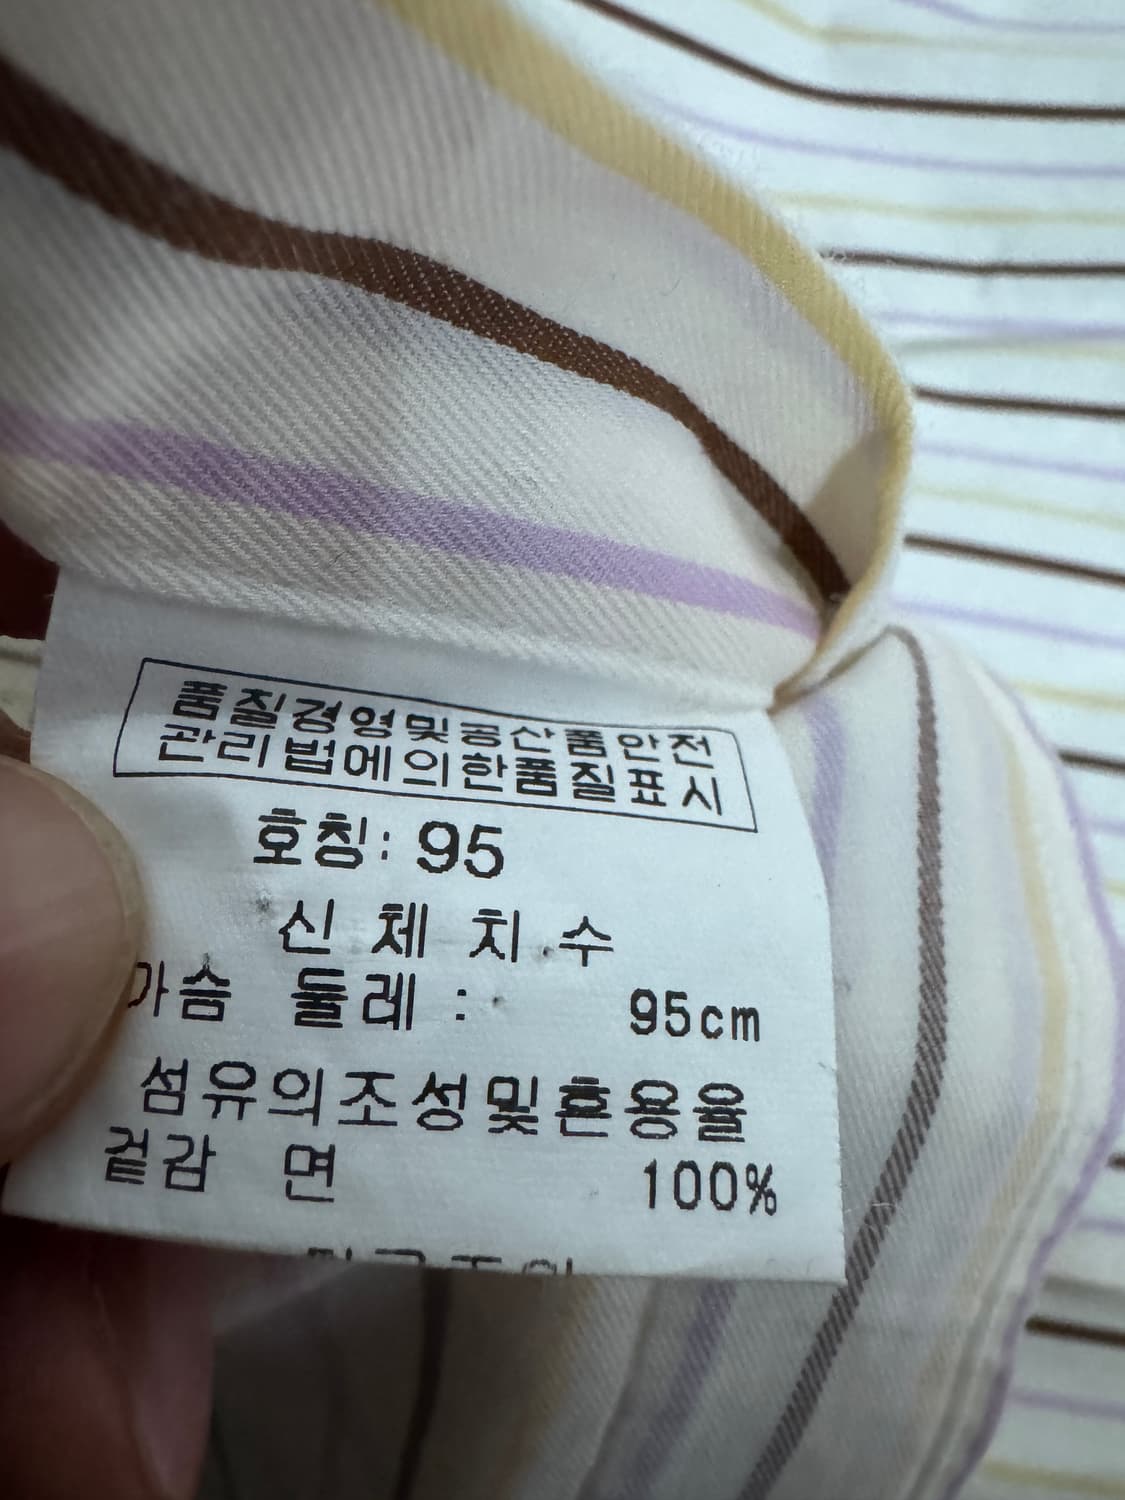 품질경영및공산품안전
관리법에의한품질표시
호칭: 95
신체 치수
가슴 둘레 : 95cm
섬유의조성및혼용율
겉감 면 100%